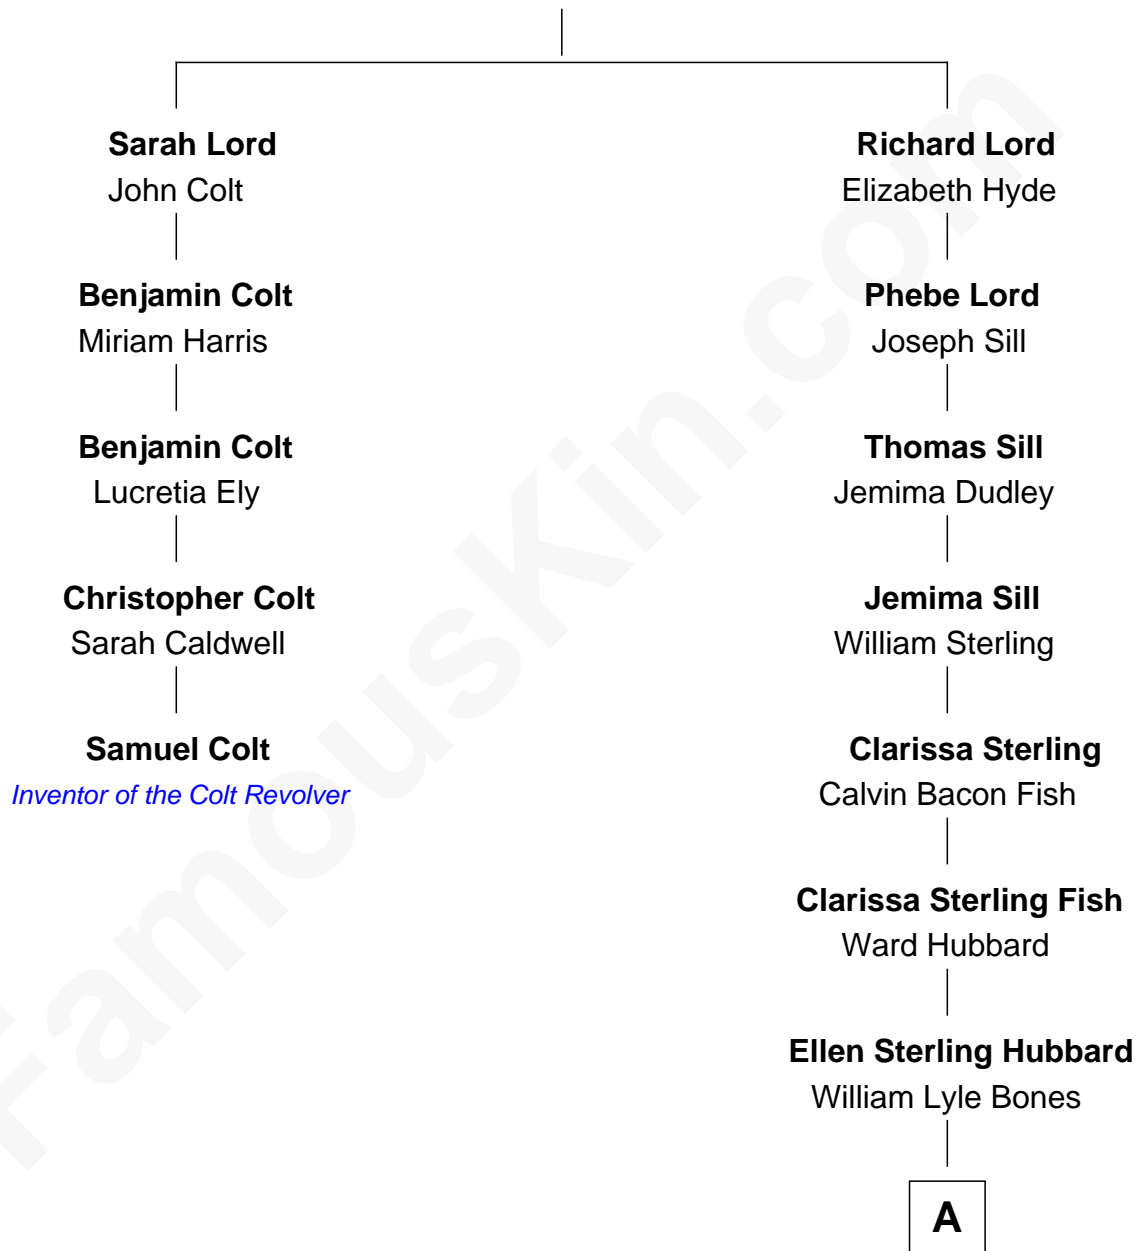 Sarah Lord
John Colt
Benjamin Colt
Miriam Harris
Benjamin Colt
Lucretia Ely
Christopher Colt
Sarah Caldwell
Samuel Colt
Inventor of the Colt Revolver
Richard Lord
Elizabeth Hyde
Phebe Lord
Joseph Sill
Thomas Sill
Jemima Dudley
Jemima Sill
William Sterling
Clarissa Sterling
Calvin Bacon Fish
Clarissa Sterling Fish
Ward Hubbard
Ellen Sterling Hubbard
William Lyle Bones
A
FamousKin.com